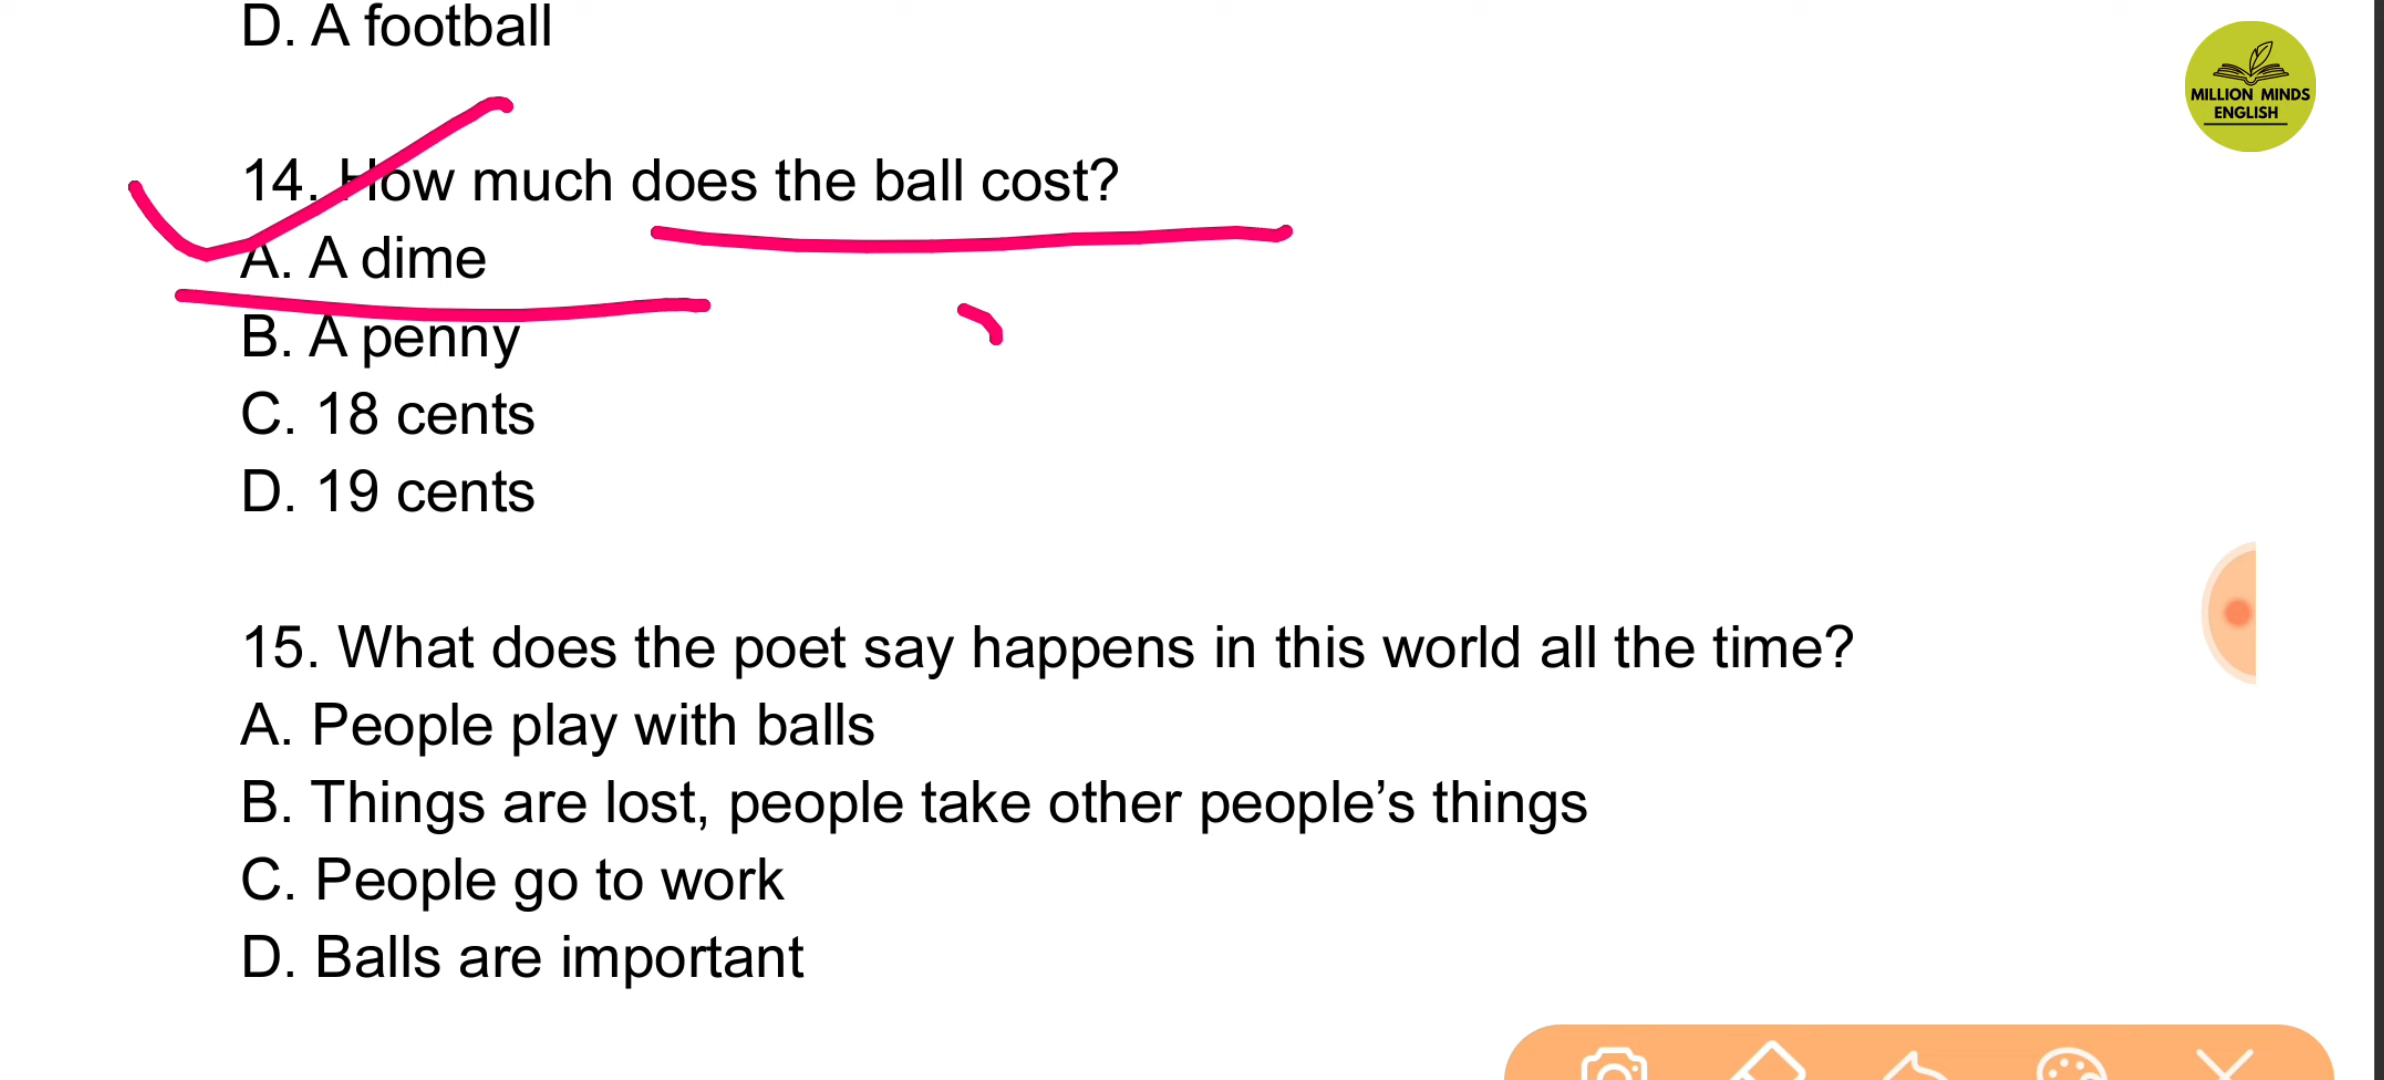 D. A football
MILLION MINDS
ENGLISH
14. How much does the ball cost?
A. A dime
B. A penny
C. 18 cents
D. 19 cents
15. What does the poet say happens in this world all the time?
A. People play with balls
B. Things are lost, people take other people’s things
C. People go to work
D. Balls are important